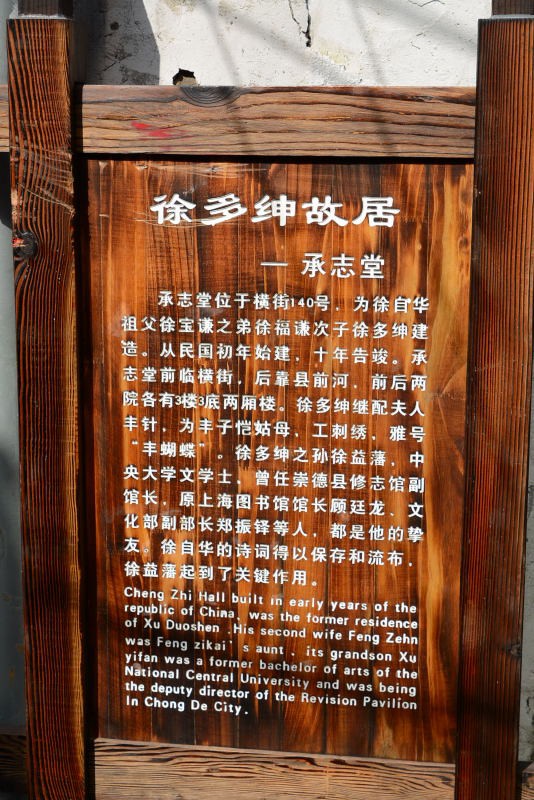 徐多绅故居
— 承志堂
承志堂位于横街140号，为徐自华
祖父徐宝谦之弟徐福谦次子徐多绅建
造。从民国初年始建，十年告竣。承
志堂前临横街，后靠县前河，前后两
院各有3楼3底两厢楼。徐多绅继配夫人
丰针，为丰子恺姑母，工刺绣，雅号
“丰蝴蝶”。徐多绅之孙徐益藩，中
央大学文学士，曾任崇德县修志馆副
馆长，原上海图书馆馆长顾廷龙、文
化部副部长郑振铎等人，都是他的挚
友。徐自华的诗词得以保存和流布，
徐益藩起到了关键作用。
Cheng Zhi Hall built in early years of the
republic of China, was the former residence
of Xu Duoshen .His second wife Feng Zehn
was Feng zikai's aunt , its grandson Xu
yifan was a former bachelor of arts of the
National Central University and was being
the deputy director of the Revision Pavilion
In Chong De City.